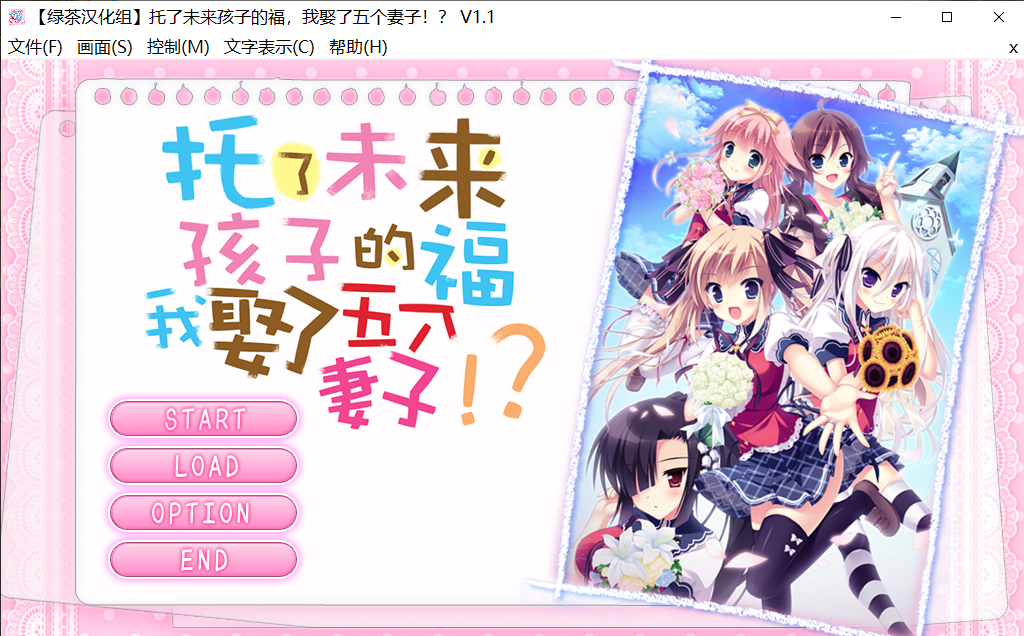 【绿茶汉化组】托了未来孩子的福，我娶了五个妻子！？ V1.1
文件(F) 画面(S) 控制(M) 文字表示(C) 帮助(H) x
托了未来
孩子的福
我娶了五个
妻子！？
START
LOAD
OPTION
END